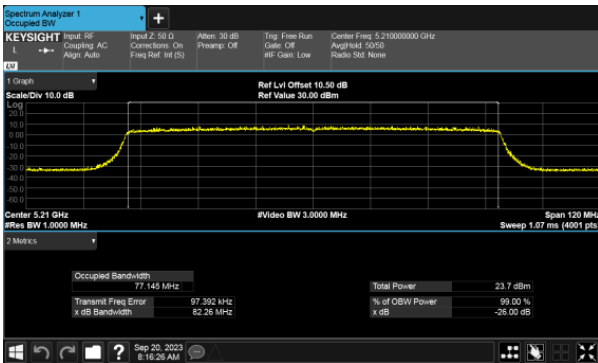 Spectrum Analyzer 1
Occupied BW
+
KEYSIGHT Input: RF Input Z: 50 Ω Atten: 30 dB Trig: Free Run Center Freq: 5.210000000 GHz
L Coupling: AC Corrections: On Preamp: Off Gate: Off Avg|Hold: 50/50
Align: Auto Freq Ref: Int (S) #IF Gain: Low Radio Std: None
1 Graph
Scale/Div 10.0 dB Ref Lvl Offset 10.50 dB
Ref Value 30.00 dBm
Log
20.0
10.0
0.00
-10.0
-20.0
-30.0
-40.0
-50.0
-60.0
Center 5.21 GHz #Video BW 3.0000 MHz Span 120 MHz
#Res BW 1.0000 MHz Sweep 1.07 ms (4001 pts)
2 Metrics
Occupied Bandwidth
77.145 MHz Total Power 23.7 dBm
Transmit Freq Error 97.392 kHz % of OBW Power 99.00 %
x dB Bandwidth 82.26 MHz x dB -26.00 dB
? Sep 20, 2023
8:16:26 AM